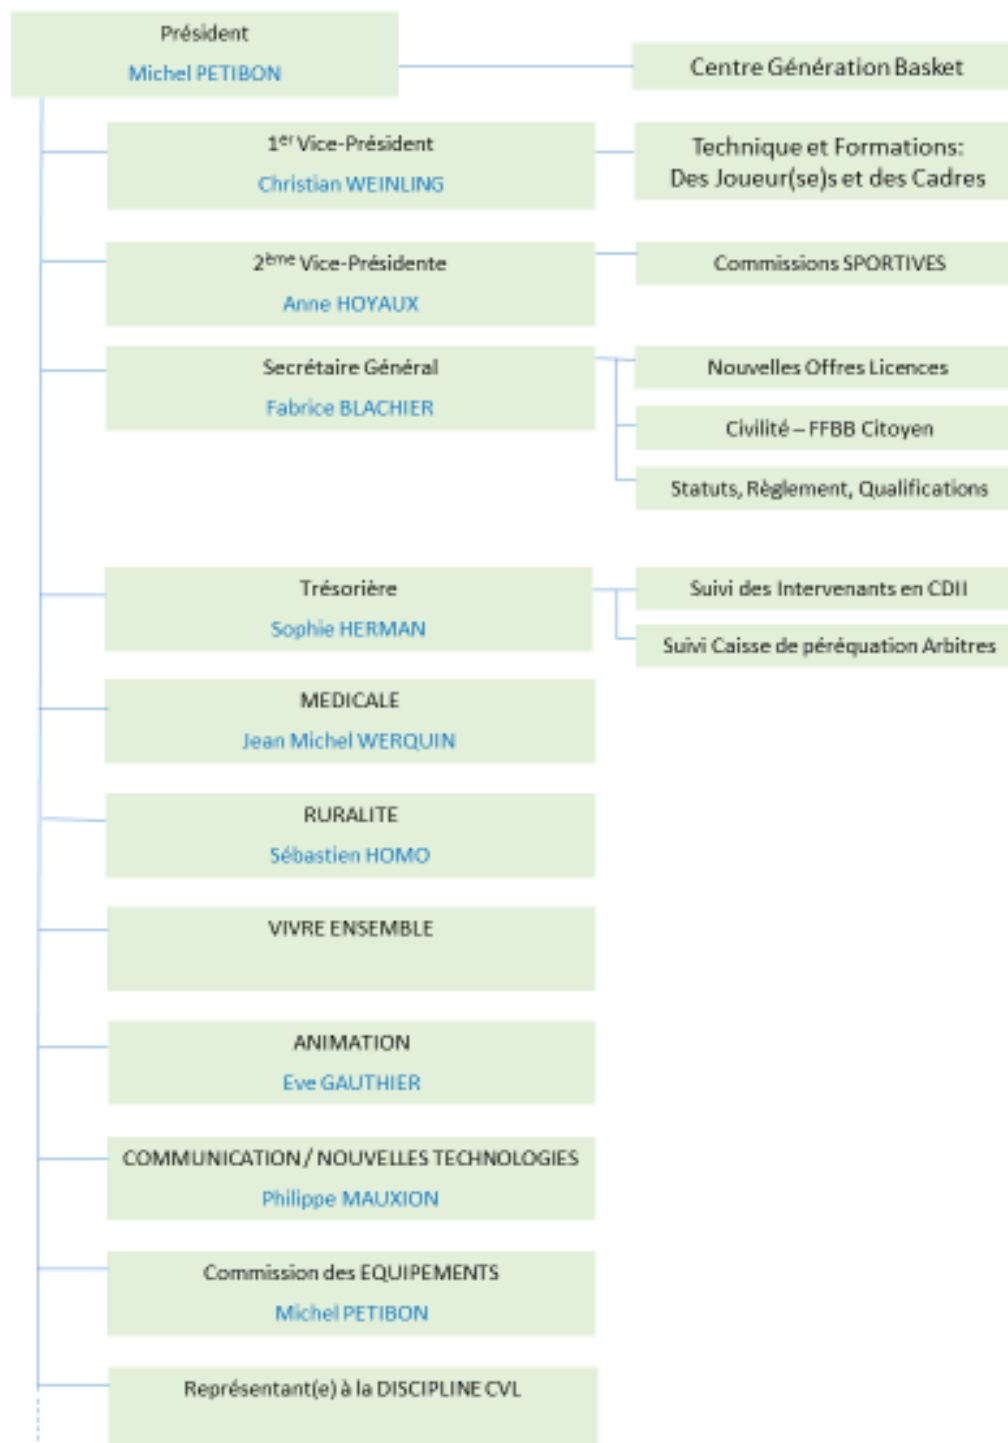 Président
Michel PETIBON
Centre Génération Basket
1er Vice-Président
Christian WEINLING
Technique et Formations:
Des Joueur(se)s et des Cadres
2ème Vice-Présidente
Anne HOYAUX
Commissions SPORTIVES
Secrétaire Général
Fabrice BLACHIER
Nouvelles Offres Licences
Civilité – FFBB Citoyen
Statuts, Règlement, Qualifications
Trésorière
Sophie HERMAN
Suivi des Intervenants en CDII
Suivi Caisse de péréquation Arbitres
MEDICALE
Jean Michel WERQUIN
RURALITE
Sébastien HOMO
VIVRE ENSEMBLE
ANIMATION
Eve GAUTHIER
COMMUNICATION / NOUVELLES TECHNOLOGIES
Philippe MAUXION
Commission des EQUIPEMENTS
Michel PETIBON
Représentant(e) à la DISCIPLINE CVL